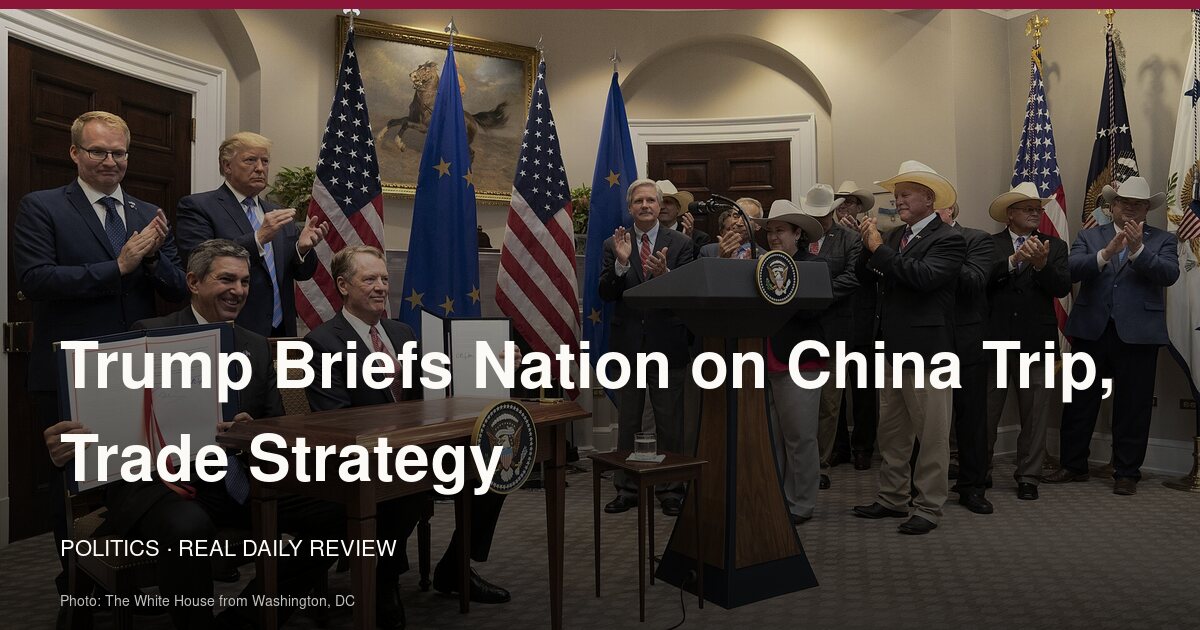 Trump Briefs Nation on China Trip,
Trade Strategy
POLITICS · REAL DAILY REVIEW
Photo: The White House from Washington, DC